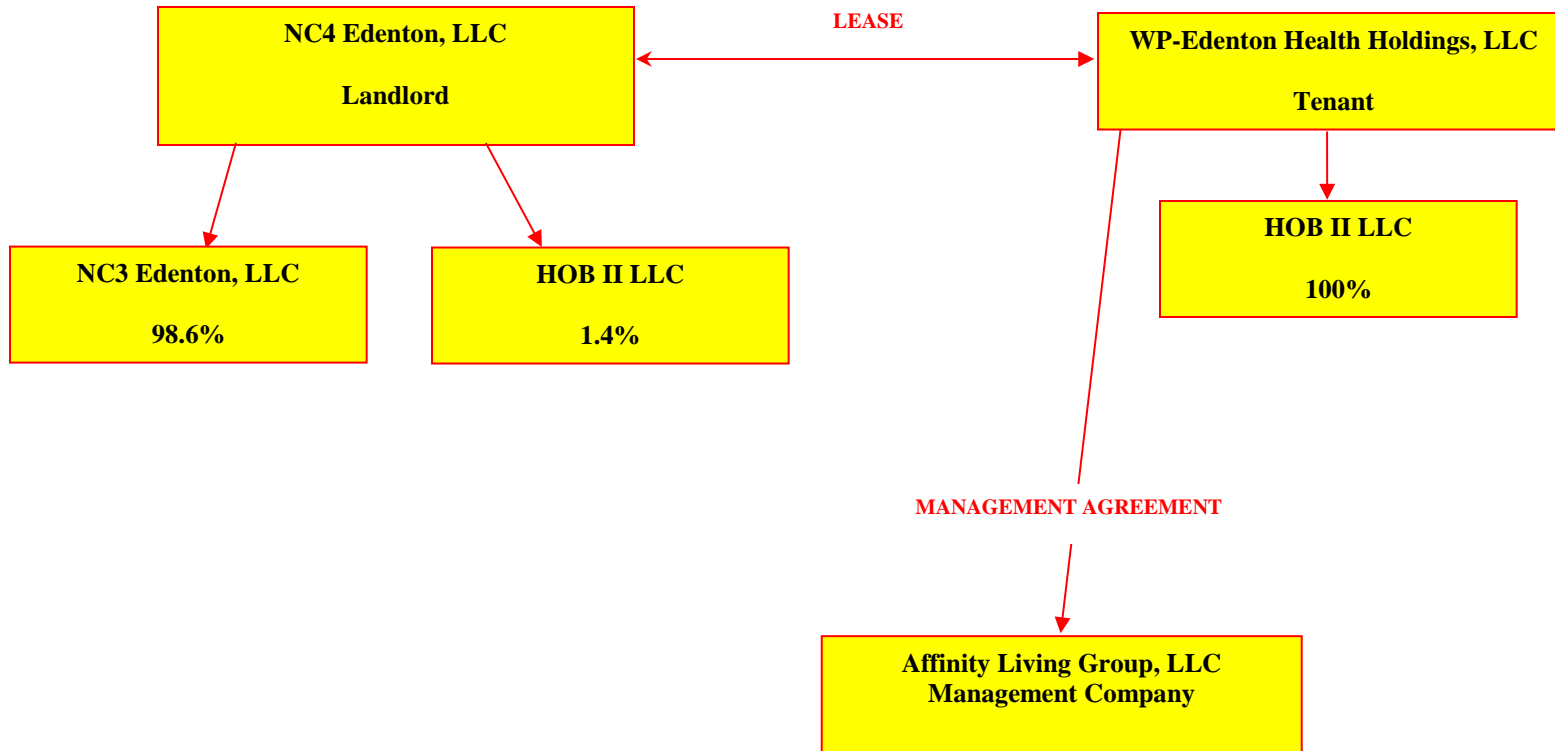 NC4 Edenton, LLC
Landlord
LEASE
WP-Edenton Health Holdings, LLC
Tenant
NC3 Edenton, LLC
98.6%
HOB II LLC
1.4%
HOB II LLC
100%
MANAGEMENT AGREEMENT
Affinity Living Group, LLC
Management Company